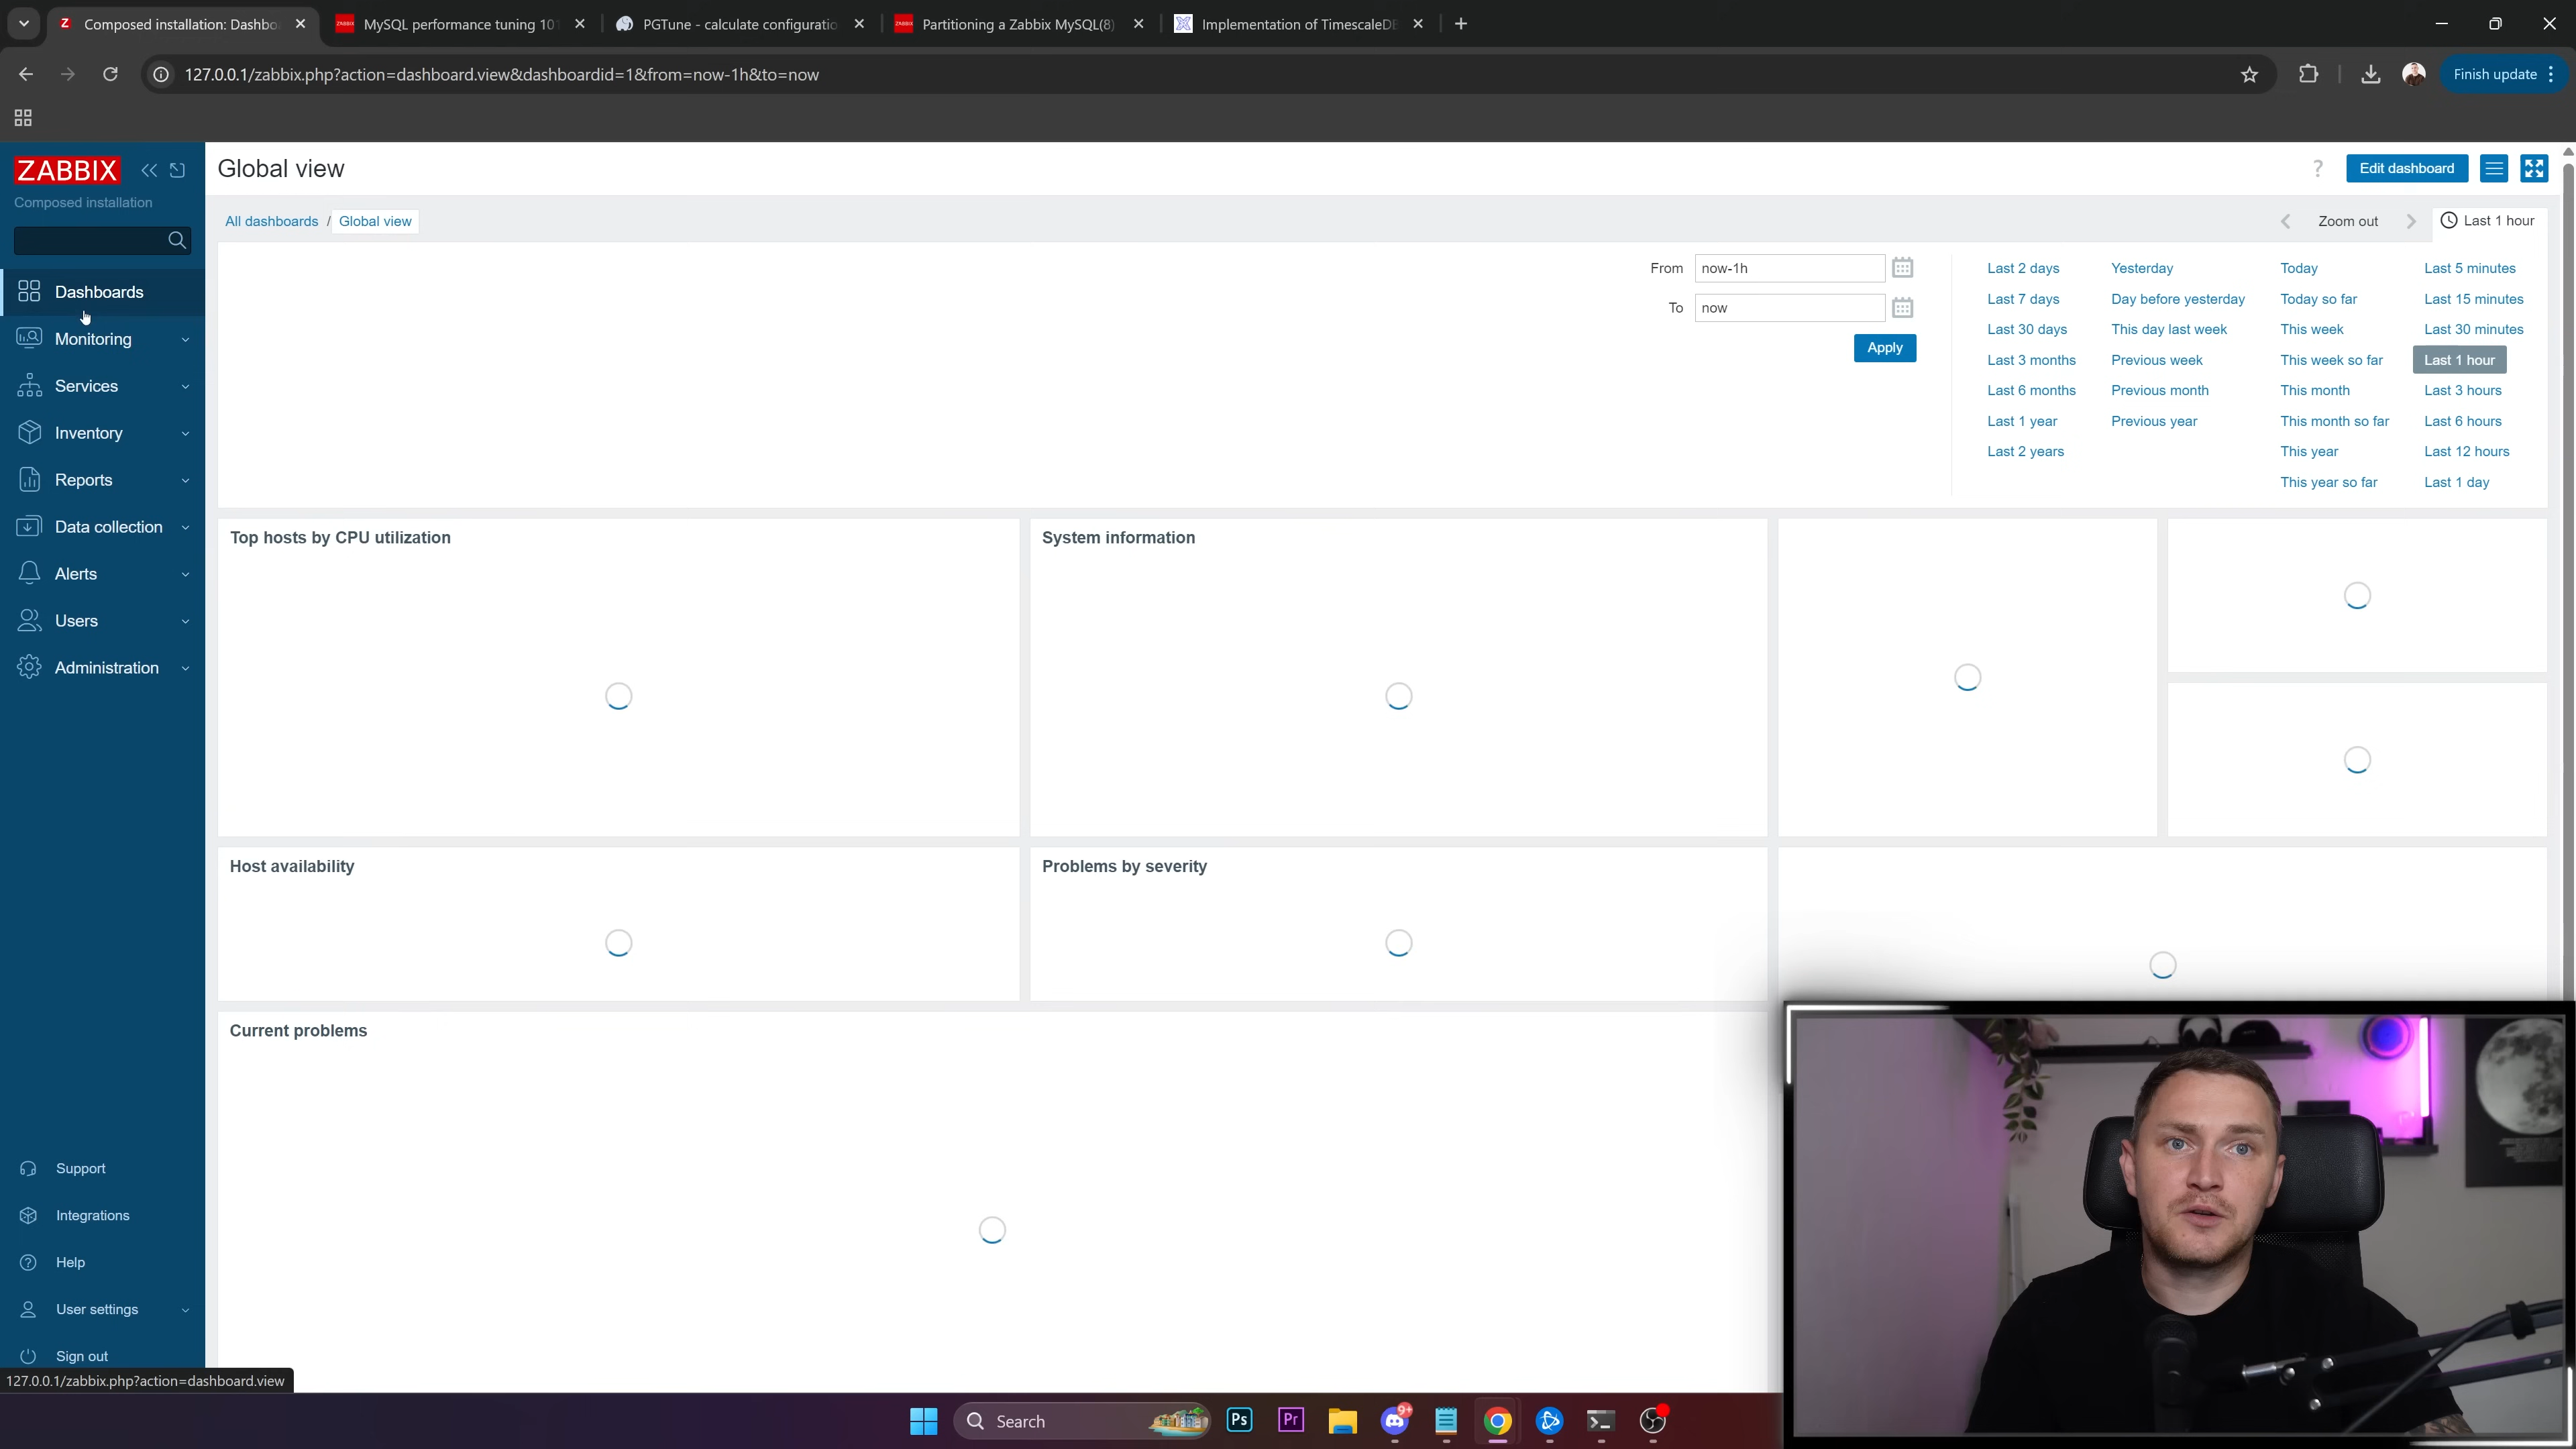 Composed installation: Dashbo
MySQL performance tuning 101
PGTune - calculate configuratio
Partitioning a Zabbix MySQL(8)
Implementation of TimescaleDB
127.0.0.1/zabbix.php?action=dashboard.view&dashboardid=1&from=now-1h&to=now
Finish update
ZABBIX
Composed installation
Dashboards
Monitoring
Services
Inventory
Reports
Data collection
Alerts
Users
Administration
Support
Integrations
Help
User settings
Sign out
127.0.0.1/zabbix.php?action=dashboard.view
Global view
? Edit dashboard
All dashboards / Global view
Zoom out Last 1 hour
From now-1h
To now
Apply
Last 2 days Yesterday Today Last 5 minutes
Last 7 days Day before yesterday Today so far Last 15 minutes
Last 30 days This day last week This week Last 30 minutes
Last 3 months Previous week This week so far Last 1 hour
Last 6 months Previous month This month Last 3 hours
Last 1 year Previous year This month so far Last 6 hours
Last 2 years This year Last 12 hours
This year so far Last 1 day
Top hosts by CPU utilization
System information
Host availability
Problems by severity
Current problems
Search
Ps
Pr
9+